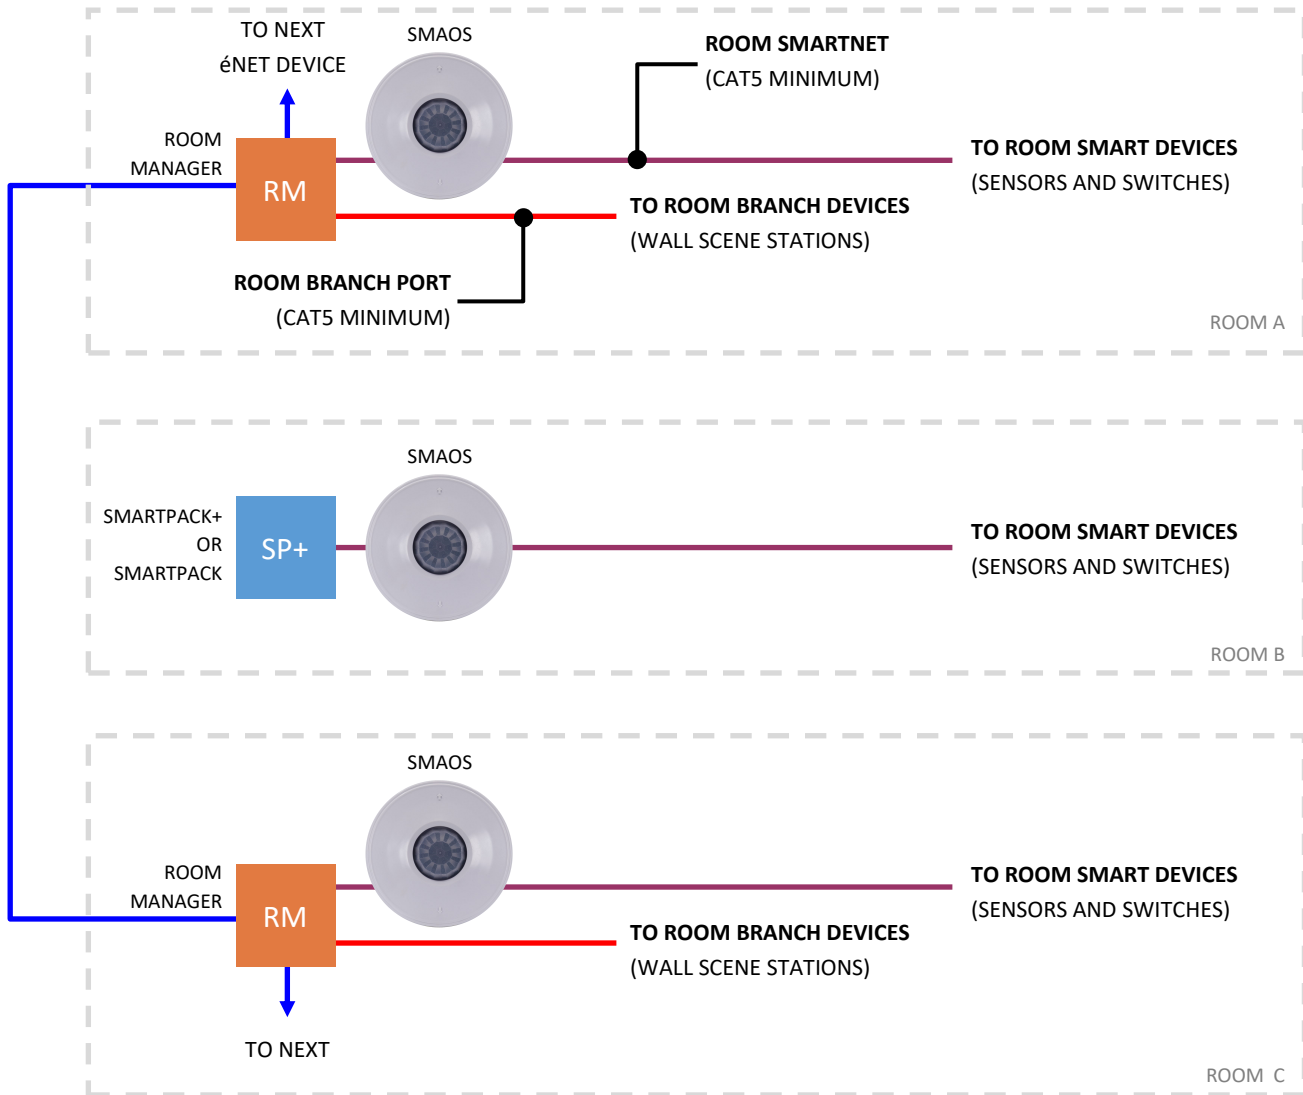 TO NEXT
éNET DEVICE
SMAOS
ROOM SMARTNET
(CAT5 MINIMUM)
ROOM
MANAGER
RM
TO ROOM SMART DEVICES
(SENSORS AND SWITCHES)
TO ROOM BRANCH DEVICES
(WALL SCENE STATIONS)
ROOM BRANCH PORT
(CAT5 MINIMUM)
ROOM A
SMAOS
SMARTPACK+
OR
SMARTPACK
SP+
TO ROOM SMART DEVICES
(SENSORS AND SWITCHES)
ROOM B
SMAOS
ROOM
MANAGER
RM
TO ROOM SMART DEVICES
(SENSORS AND SWITCHES)
TO ROOM BRANCH DEVICES
(WALL SCENE STATIONS)
TO NEXT
ROOM C